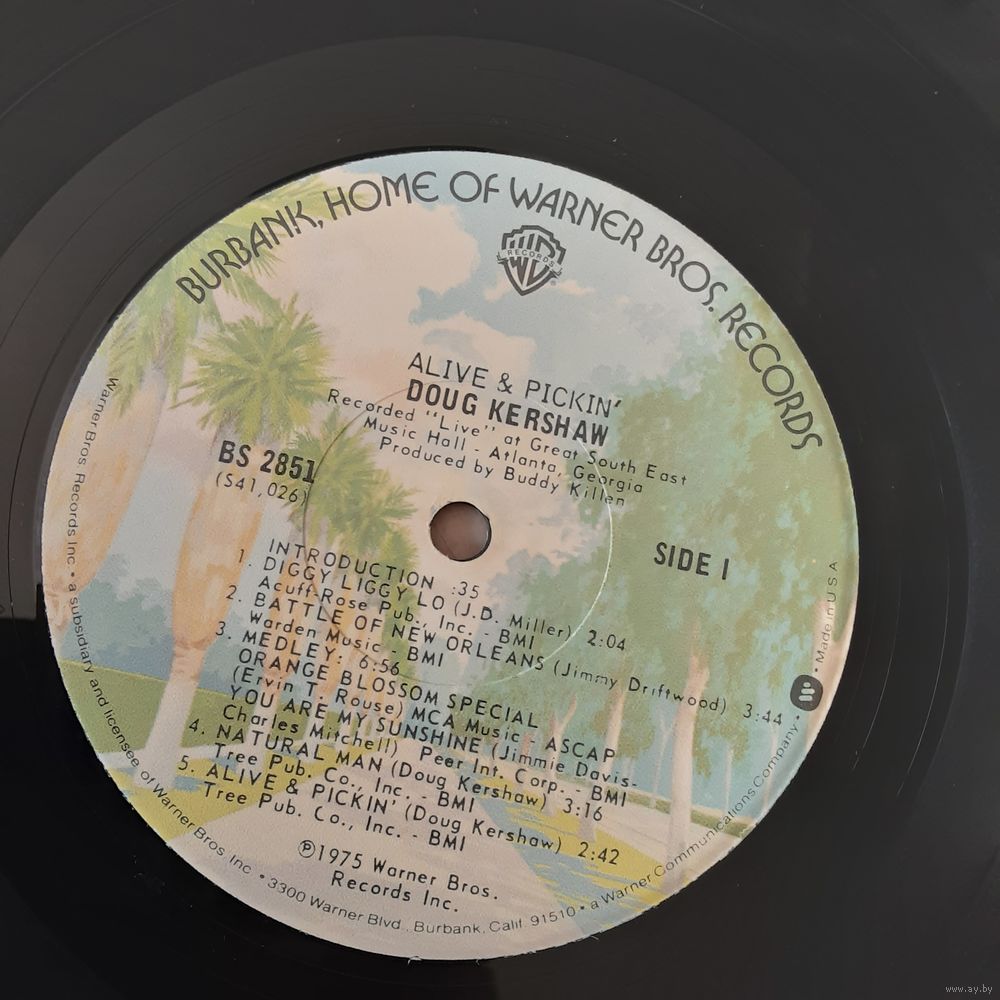 BURBANK, HOME OF WARNER BROS. RECORDS
RECORDS
ALIVE & PICKIN'
DOUG KERSHAW
Recorded "Live" at Great South East
Music Hall - Atlanta, Georgia
Produced by Buddy Killen
BS 2851
(S41,026)
SIDE I
INTRODUCTION :35
1. DIGGY LIGGY LO (J.D. Miller) 2:04
Acuff-Rose Pub., Inc. - BMI
2. BATTLE OF NEW ORLEANS (Jimmy Driftwood) 3:44
Warden Music - BMI
3. MEDLEY: 6:56
ORANGE BLOSSOM SPECIAL
(Ervin T. Rouse) MCA Music - ASCAP
YOU ARE MY SUNSHINE (Jimmie Davis-
Charles Mitchell) Peer Int. Corp. - BMI
4. NATURAL MAN (Doug Kershaw) 3:16
Tree Pub. Co., Inc. - BMI
5. ALIVE & PICKIN' (Doug Kershaw) 2:42
Tree Pub. Co., Inc. - BMI
℗1975 Warner Bros.
Records Inc.
Warner Bros. Records Inc. • a subsidiary and licensee of Warner Bros. Inc. • 3300 Warner Blvd., Burbank, Calif. 91510 • a Warner Communications Company • Made in U S A
www.ay.by